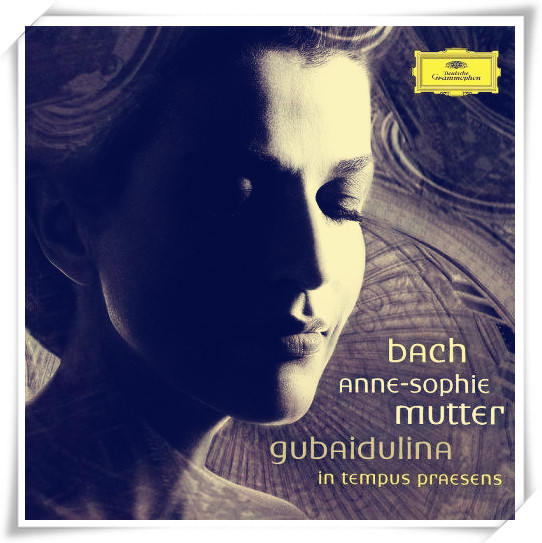 Deutsche
Grammophon
bach
anne-sophie
mutter
gubaidulina
in tempus praesens